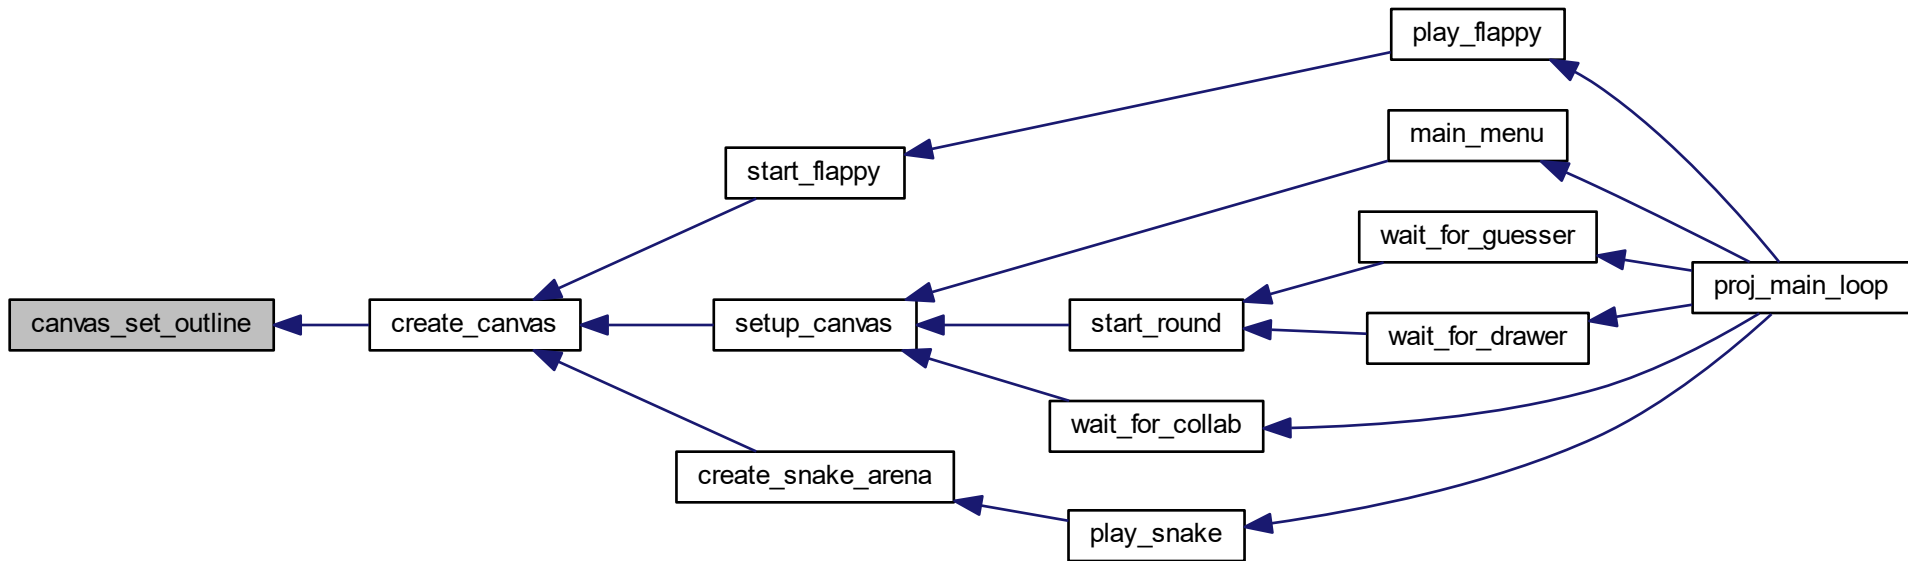 play_flappy
main_menu
start_flappy
wait_for_guesser
proj_main_loop
canvas_set_outline
create_canvas
setup_canvas
start_round
wait_for_drawer
wait_for_collab
create_snake_arena
play_snake